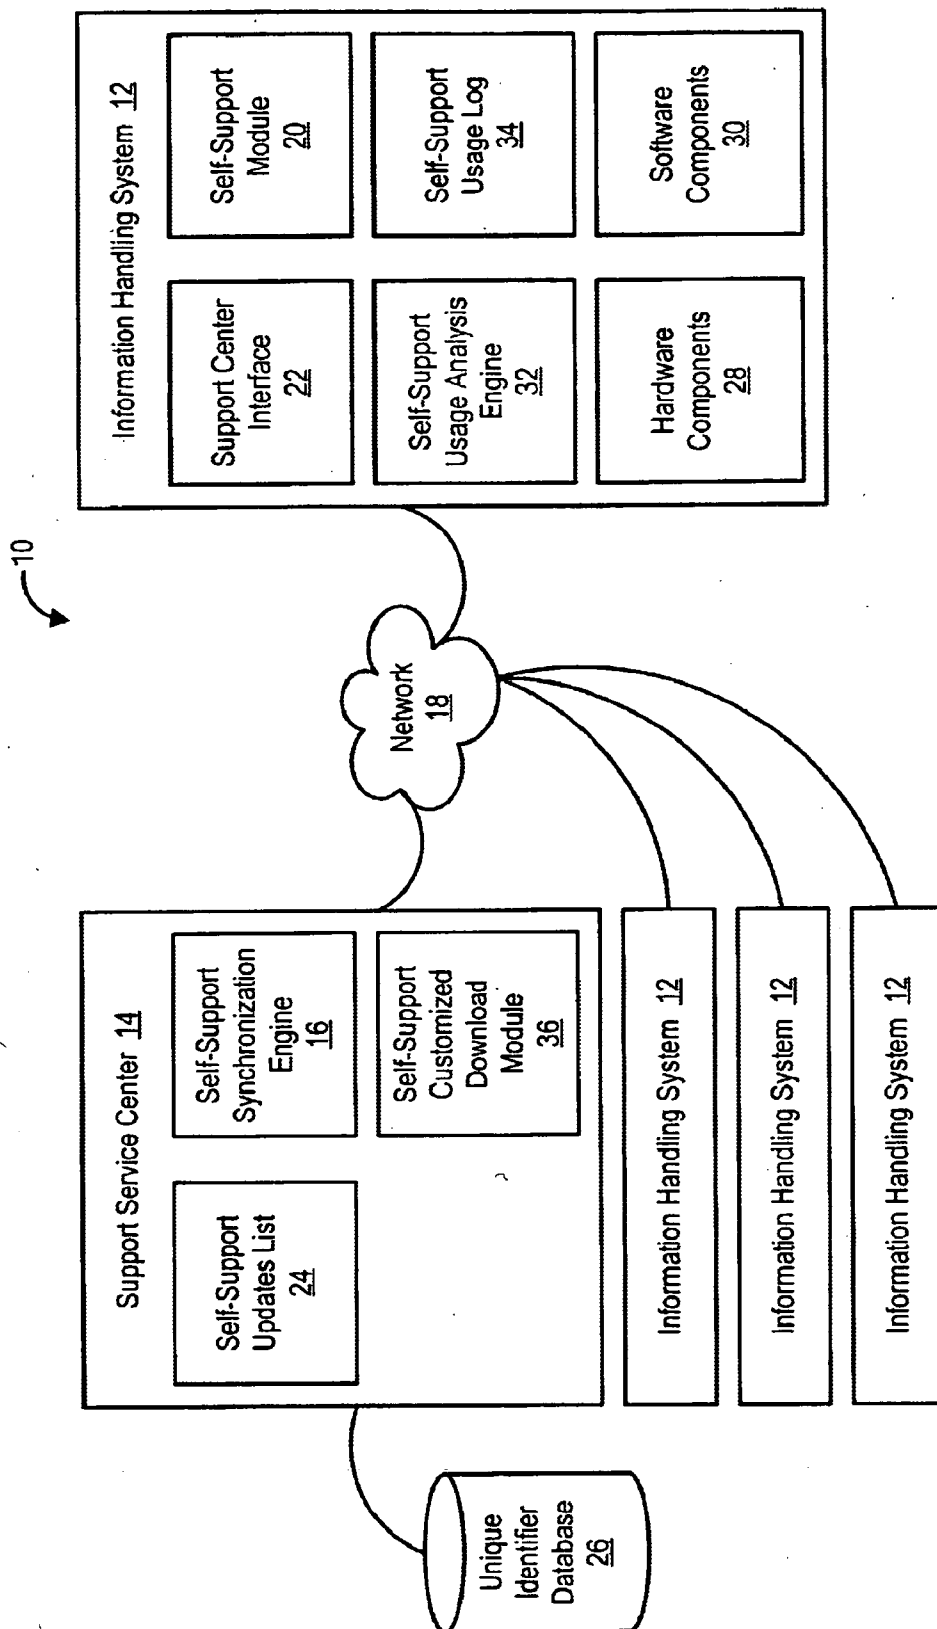 10
Support Service Center 14
Self-Support
Updates List
24
Self-Support
Synchronization
Engine
16
Self-Support
Customized
Download
Module
36
Unique
Identifier
Database
26
Information Handling System 12
Information Handling System 12
Information Handling System 12
Network
18
Information Handling System 12
Support Center
Interface
22
Self-Support
Module
20
Self-Support
Usage Analysis
Engine
32
Self-Support
Usage Log
34
Hardware
Components
28
Software
Components
30